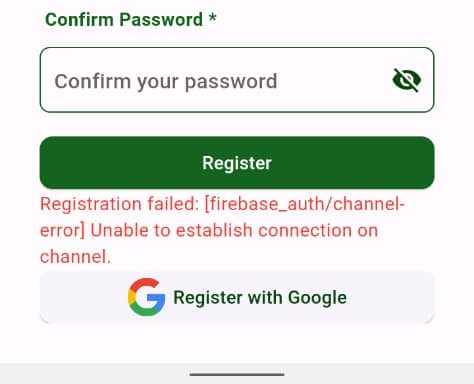 Confirm Password *
Confirm your password
Register
Registration failed: [firebase_auth/channel-
error] Unable to establish connection on
channel.
Register with Google